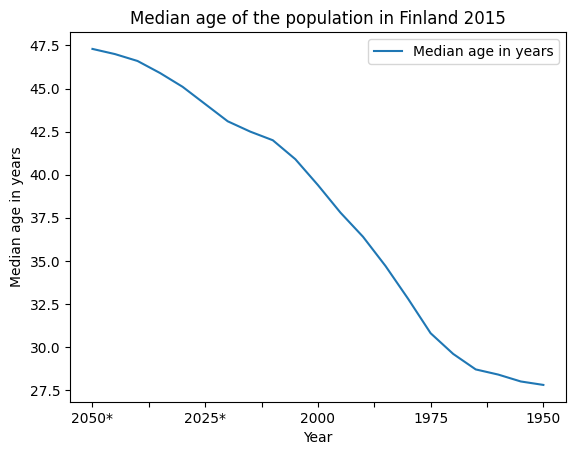 Median age of the population in Finland 2015
Median age in years
47.5
45.0
42.5
40.0
37.5
35.0
32.5
30.0
27.5
Median age in years
2050* 2025* 2000 1975 1950
Year